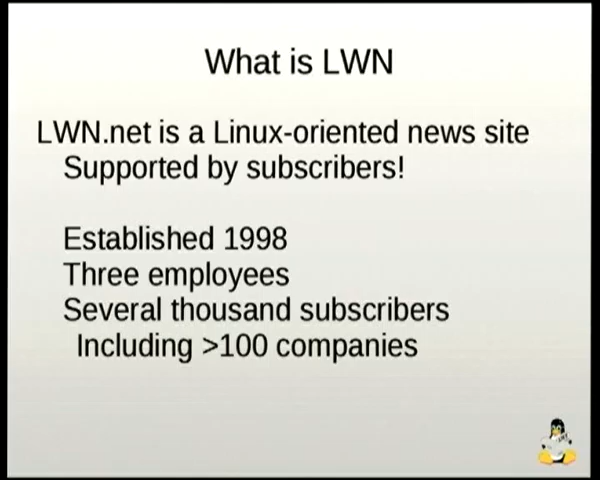 What is LWN
LWN.net is a Linux-oriented news site
Supported by subscribers!
Established 1998
Three employees
Several thousand subscribers
Including >100 companies